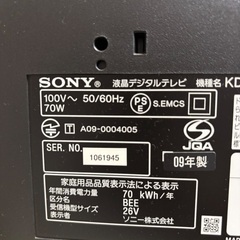 SONY 液晶デジタルテレビ 機種名 KD
100V~ 50/60Hz
70W
PS
E
S.EMCS
T A09-0004005
JQA
SER. NO.
1061945
09年製
家庭用品品質表示法による表示
年間消費電力量 70 kWh/年
区分名 BEE
受信機型サイズ 26V
ソニー株式会社